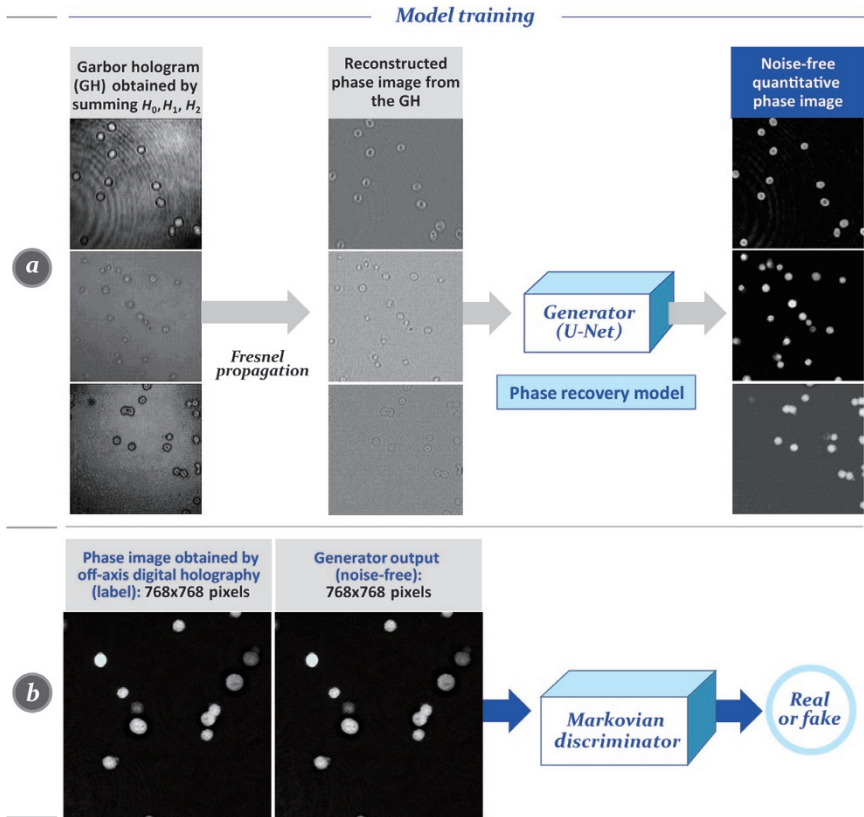 Model training
a
Garbor hologram
(GH) obtained by
summing H₀, H₁, H₂
Reconstructed
phase image from
the GH
Noise-free
quantitative
phase image
Fresnel
propagation
Generator
(U-Net)
Phase recovery model
b
Phase image obtained by
off-axis digital holography
(label): 768x768 pixels
Generator output
(noise-free):
768x768 pixels
Markovian
discriminator
Real
or fake